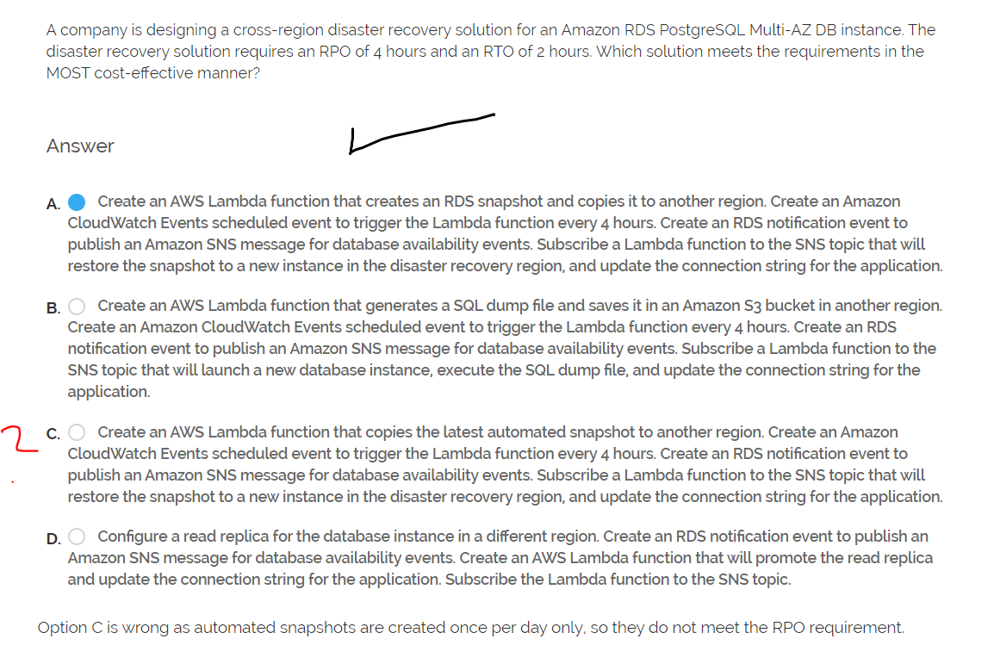 A company is designing a cross-region disaster recovery solution for an Amazon RDS PostgreSQL Multi-AZ DB instance. The
disaster recovery solution requires an RPO of 4 hours and an RTO of 2 hours. Which solution meets the requirements in the
MOST cost-effective manner?
Answer
A. Create an AWS Lambda function that creates an RDS snapshot and copies it to another region. Create an Amazon
CloudWatch Events scheduled event to trigger the Lambda function every 4 hours. Create an RDS notification event to
publish an Amazon SNS message for database availability events. Subscribe a Lambda function to the SNS topic that will
restore the snapshot to a new instance in the disaster recovery region, and update the connection string for the application.
B. Create an AWS Lambda function that generates a SQL dump file and saves it in an Amazon S3 bucket in another region.
Create an Amazon CloudWatch Events scheduled event to trigger the Lambda function every 4 hours. Create an RDS
notification event to publish an Amazon SNS message for database availability events. Subscribe a Lambda function to the
SNS topic that will launch a new database instance, execute the SQL dump file, and update the connection string for the
application.
2 C. Create an AWS Lambda function that copies the latest automated snapshot to another region. Create an Amazon
CloudWatch Events scheduled event to trigger the Lambda function every 4 hours. Create an RDS notification event to
publish an Amazon SNS message for database availability events. Subscribe a Lambda function to the SNS topic that will
restore the snapshot to a new instance in the disaster recovery region, and update the connection string for the application.
D. Configure a read replica for the database instance in a different region. Create an RDS notification event to publish an
Amazon SNS message for database availability events. Create an AWS Lambda function that will promote the read replica
and update the connection string for the application. Subscribe the Lambda function to the SNS topic.
Option C is wrong as automated snapshots are created once per day only, so they do not meet the RPO requirement.